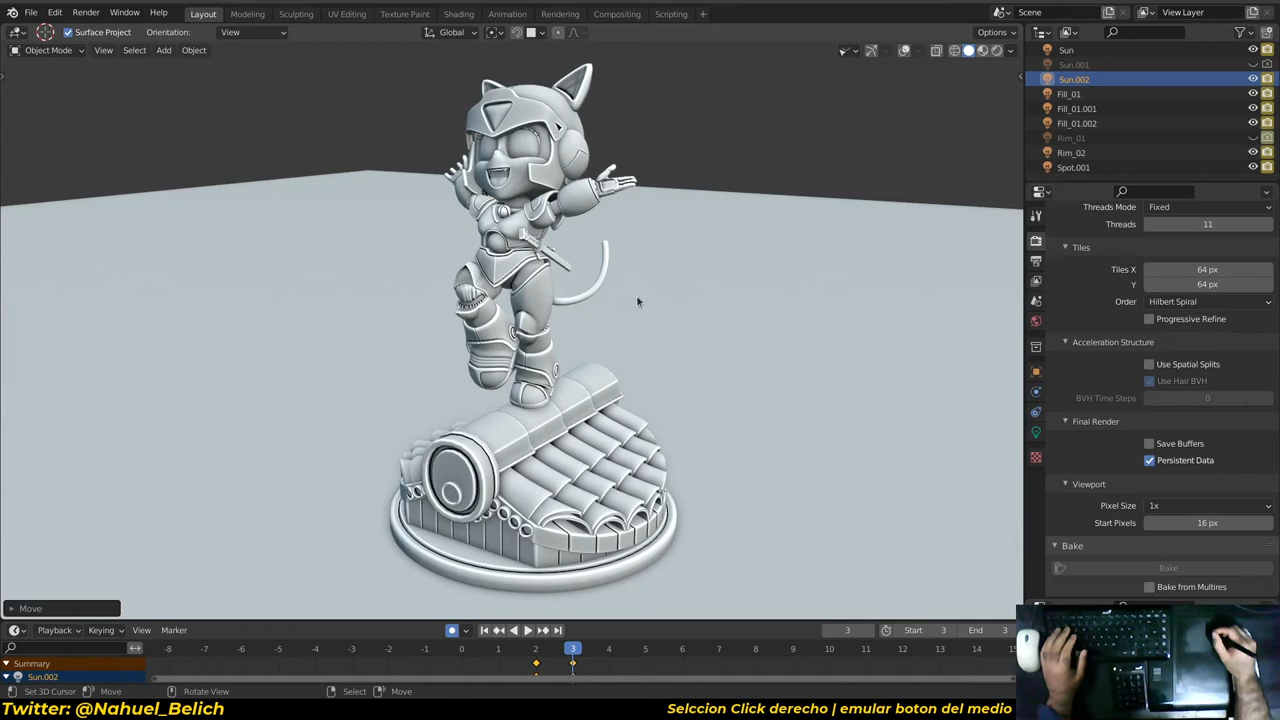 File Edit Render Window Help Layout Modeling Sculpting UV Editing Texture Paint Shading Animation Rendering Compositing Scripting + Scene View Layer
Surface Project Orientation: View Global Options
Object Mode View Select Add Object
Sun
Sun.001
Sun.002
Fill_01
Fill_01.001
Fill_01.002
Rim_01
Rim_02
Spot.001
Threads Mode Fixed
Threads 11
Tiles
Tiles X 64 px
Y 64 px
Order Hilbert Spiral
Progressive Refine
Acceleration Structure
Use Spatial Splits
Use Hair BVH
BVH Time Steps 0
Final Render
Save Buffers
Persistent Data
Viewport
Pixel Size 1x
Start Pixels 16 px
Bake
Bake
Bake from Multires
Move
Playback Keying View Marker 3 Start 3 End 3
-8 -7 -6 -5 -4 -3 -2 -1 0 1 2 3 4 5 6 7 8 9 10 11 12 13 14 15
Summary
Sun.002
Set 3D Cursor Move Rotate View Select Move
Twitter: @Nahuel_Belich Selccion Click derecho | emular boton del medio